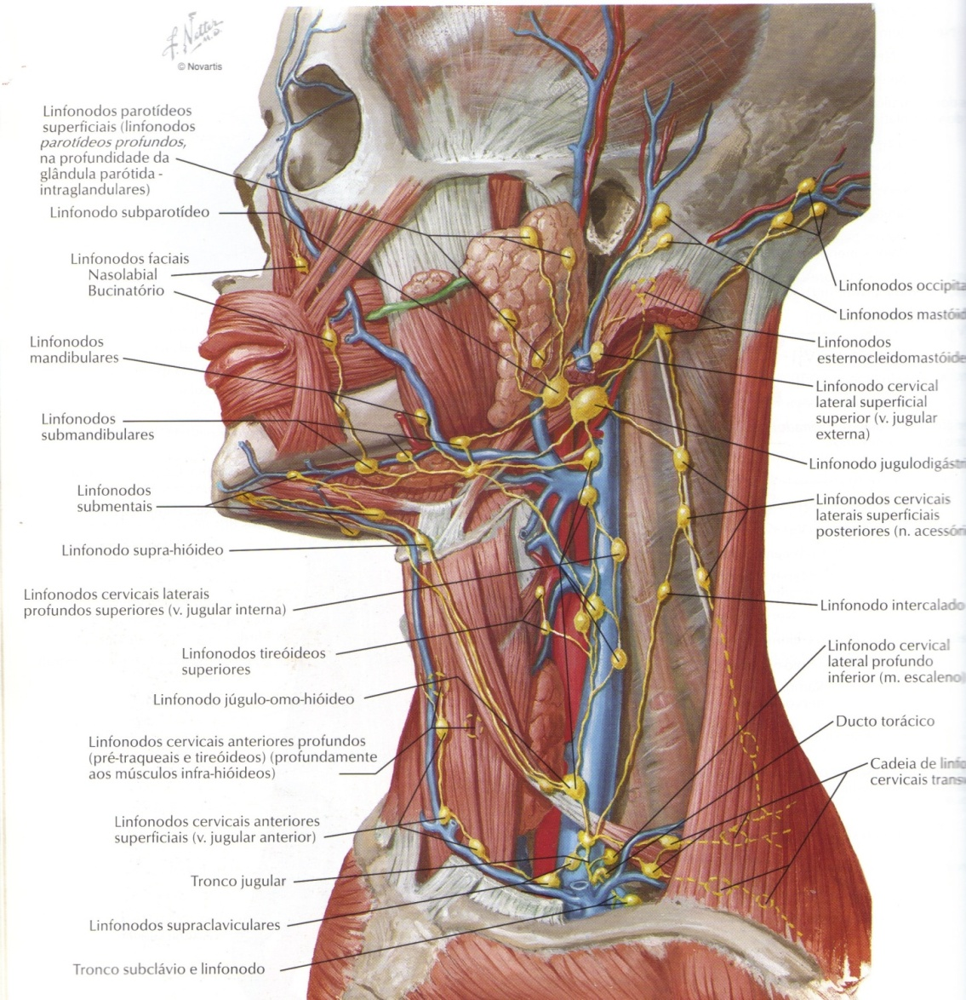 F. Netter M.D.
© Novartis
Linfonodos parotídeos
superficiais (linfonodos
parotídeos profundos,
na profundidade da
glândula parótida -
intraglandulares)
Linfonodo subparotídeo
Linfonodos faciais
Nasolabial
Bucinatório
Linfonodos
mandibulares
Linfonodos
submandibulares
Linfonodos
submentais
Linfonodo supra-hióideo
Linfonodos cervicais laterais
profundos superiores (v. jugular interna)
Linfonodos tireóideos
superiores
Linfonodo júgulo-omo-hióideo
Linfonodos cervicais anteriores profundos
(pré-traqueais e tireóideos) (profundamente
aos músculos infra-hióideos)
Linfonodos cervicais anteriores
superficiais (v. jugular anterior)
Tronco jugular
Linfonodos supraclaviculares
Tronco subclávio e linfonodo
Linfonodos occipita
Linfonodos mastóid
Linfonodos
esternocleidomastóide
Linfonodo cervical
lateral superficial
superior (v. jugular
externa)
Linfonodo jugulodigástri
Linfonodos cervicais
laterais superficiais
posteriores (n. acessóri
Linfonodo intercalado
Linfonodo cervical
lateral profundo
inferior (m. escaleno)
Ducto torácico
Cadeia de linfo
cervicais trans